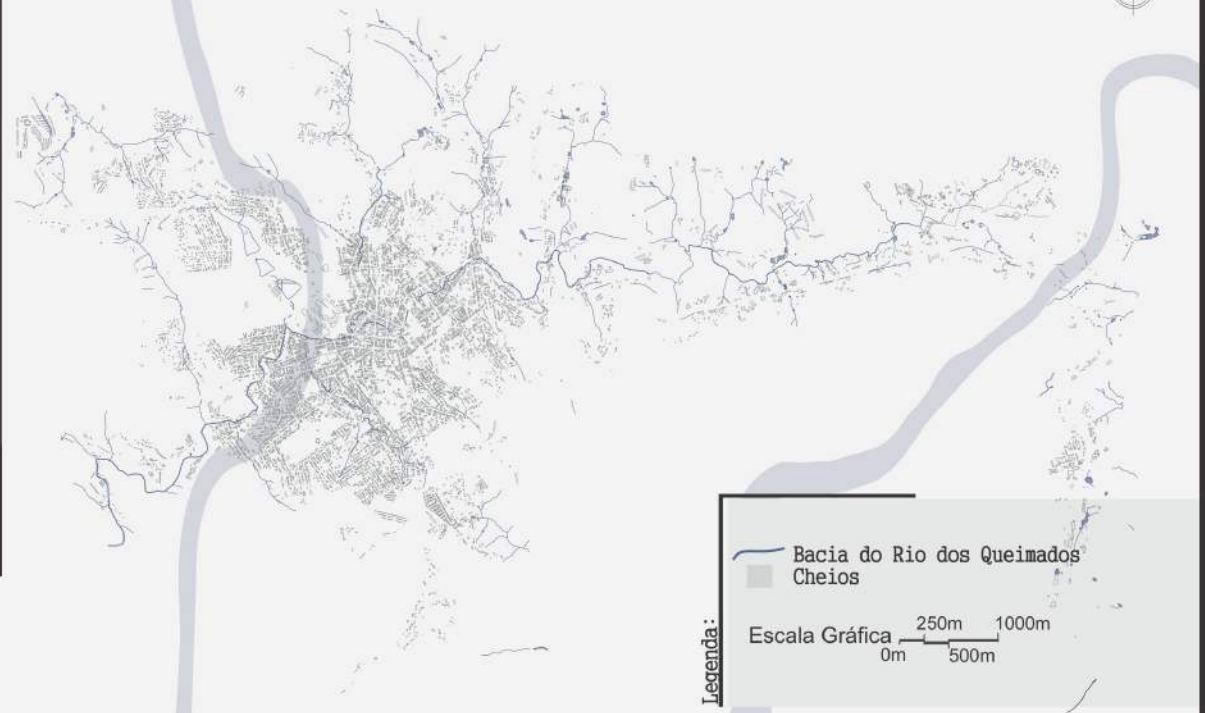 Legenda:
Bacia do Rio dos Queimados
Cheios
Escala Gráfica
250m 1000m
0m 500m